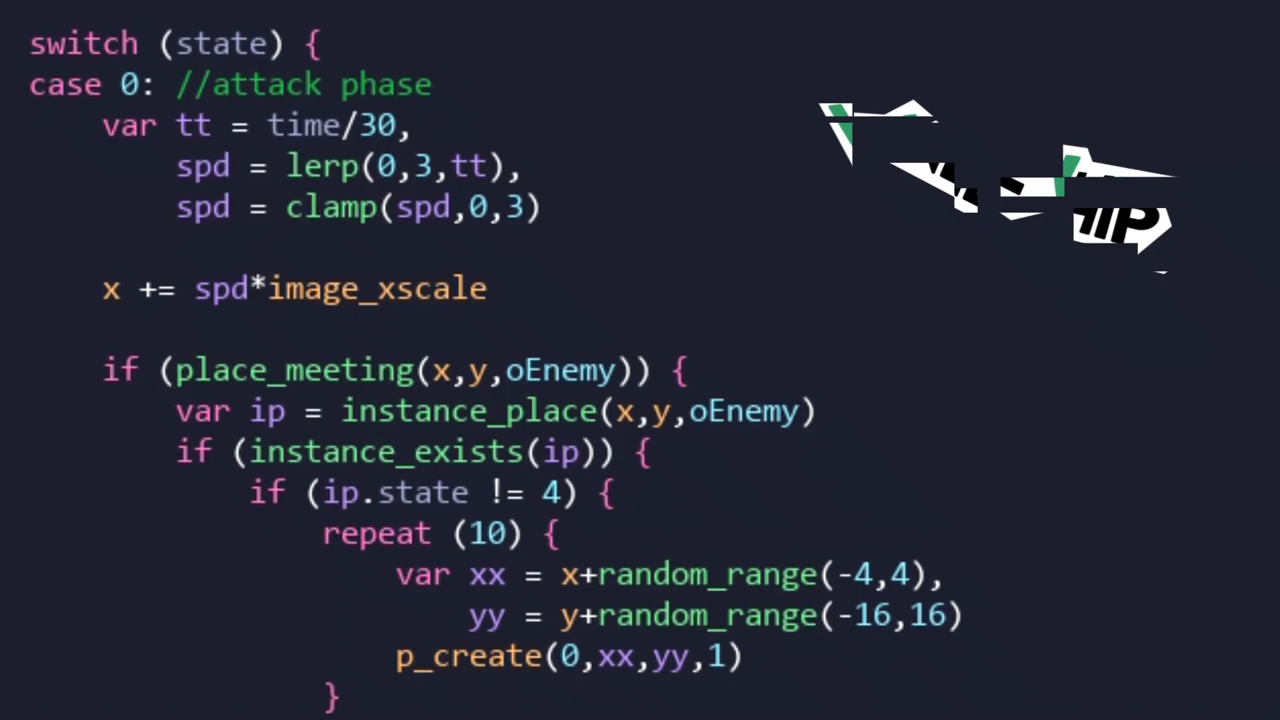 switch (state) {
case 0: //attack phase
    var tt = time/30,
        spd = lerp(0,3,tt),
        spd = clamp(spd,0,3)
    x += spd*image_xscale
    if (place_meeting(x,y,oEnemy)) {
        var ip = instance_place(x,y,oEnemy)
        if (instance_exists(ip)) {
            if (ip.state != 4) {
                repeat (10) {
                    var xx = x+random_range(-4,4),
                        yy = y+random_range(-16,16)
                    p_create(0,xx,yy,1)
                }